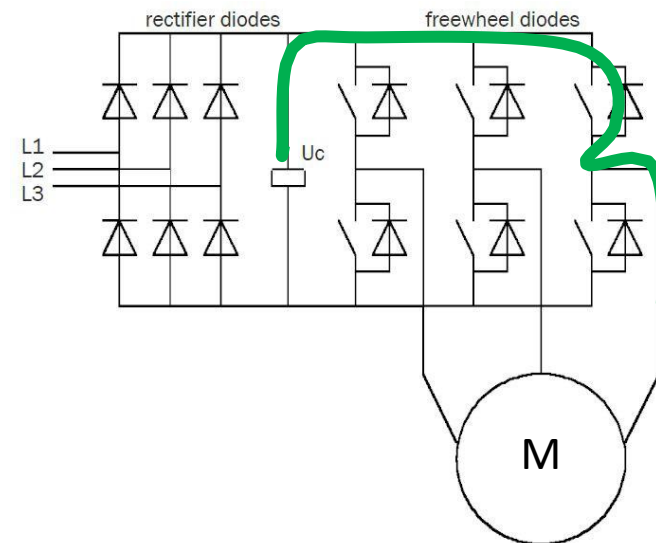 rectifier diodes
freewheel diodes
L1
L2
L3
Uc
M